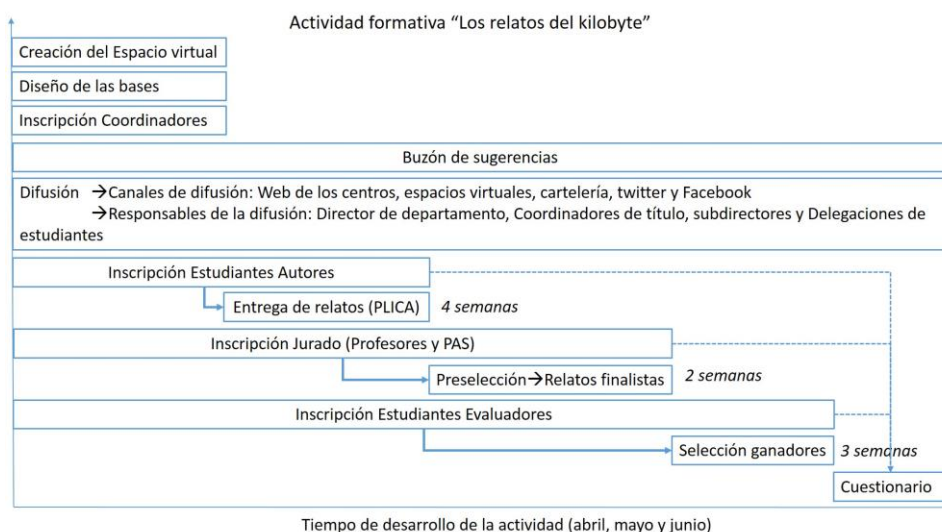 Actividad formativa “Los relatos del kilobyte”
Creación del Espacio virtual
Diseño de las bases
Inscripción Coordinadores
Buzón de sugerencias
Difusión →Canales de difusión: Web de los centros, espacios virtuales, cartelería, twitter y Facebook
→Responsables de la difusión: Director de departamento, Coordinadores de título, subdirectores y Delegaciones de
estudiantes
Inscripción Estudiantes Autores
Entrega de relatos (PLICA) 4 semanas
Inscripción Jurado (Profesores y PAS)
Preselección→Relatos finalistas 2 semanas
Inscripción Estudiantes Evaluadores
Selección ganadores 3 semanas
Cuestionario
Tiempo de desarrollo de la actividad (abril, mayo y junio)